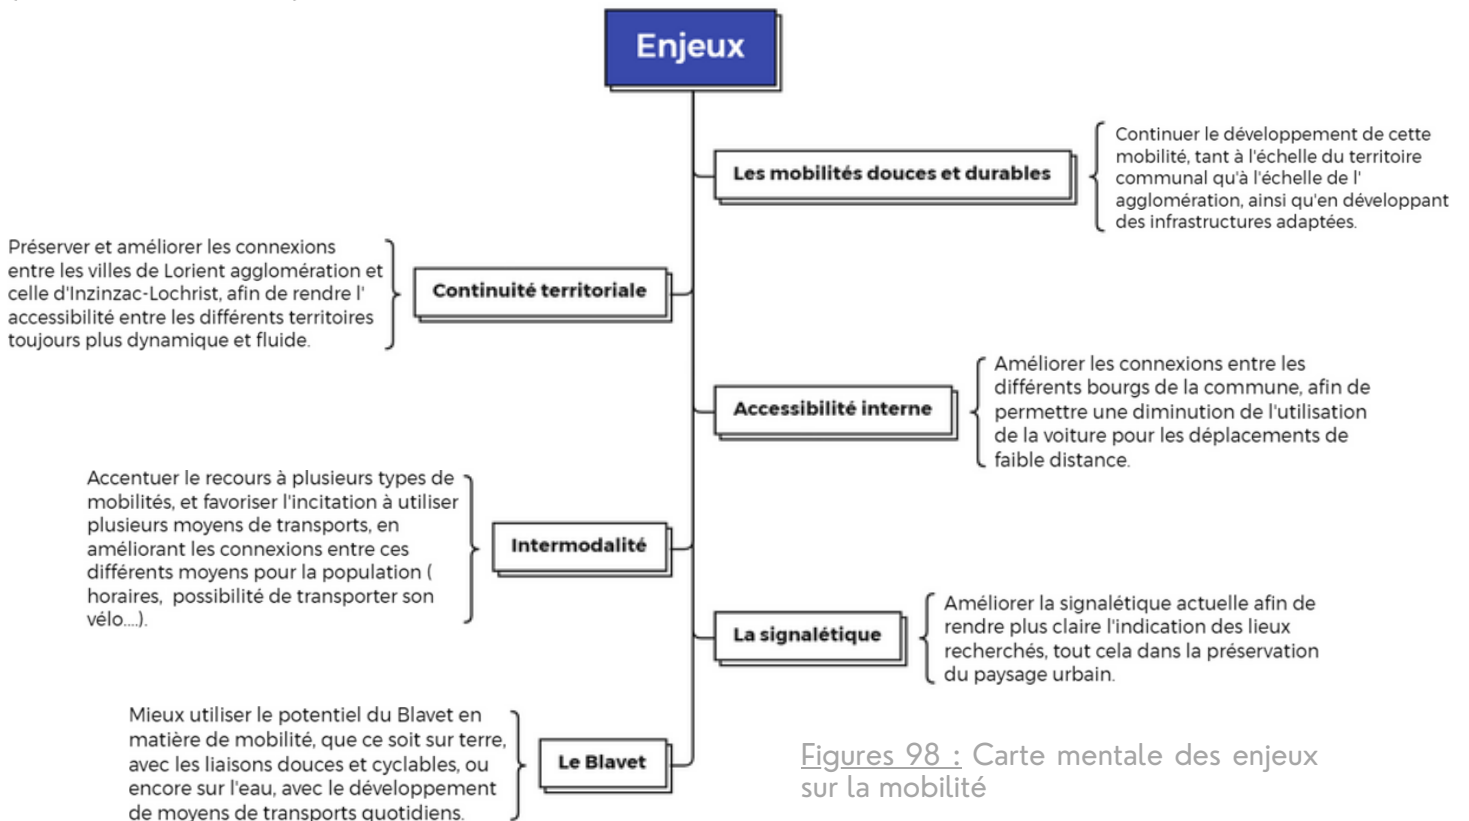 Enjeux
Les mobilités douces et durables
Continuer le développement de cette
mobilité, tant à l'échelle du territoire
communal qu'à l'échelle de l'
agglomération, ainsi qu'en développant
des infrastructures adaptées.
Préserver et améliorer les connexions
entre les villes de Lorient agglomération et
celle d'Inzinzac-Lochrist, afin de rendre l'
accessibilité entre les différents territoires
toujours plus dynamique et fluide.
Continuité territoriale
Accessibilité interne
Améliorer les connexions entre les
différents bourgs de la commune, afin de
permettre une diminution de l'utilisation
de la voiture pour les déplacements de
faible distance.
Accentuer le recours à plusieurs types de
mobilités, et favoriser l'incitation à utiliser
plusieurs moyens de transports, en
améliorant les connexions entre ces
différents moyens pour la population (
horaires, possibilité de transporter son
vélo....).
Intermodalité
La signalétique
Améliorer la signalétique actuelle afin de
rendre plus claire l'indication des lieux
recherchés, tout cela dans la préservation
du paysage urbain.
Mieux utiliser le potentiel du Blavet en
matière de mobilité, que ce soit sur terre,
avec les liaisons douces et cyclables, ou
encore sur l'eau, avec le développement
de moyens de transports quotidiens.
Le Blavet
Figures 98 : Carte mentale des enjeux
sur la mobilité